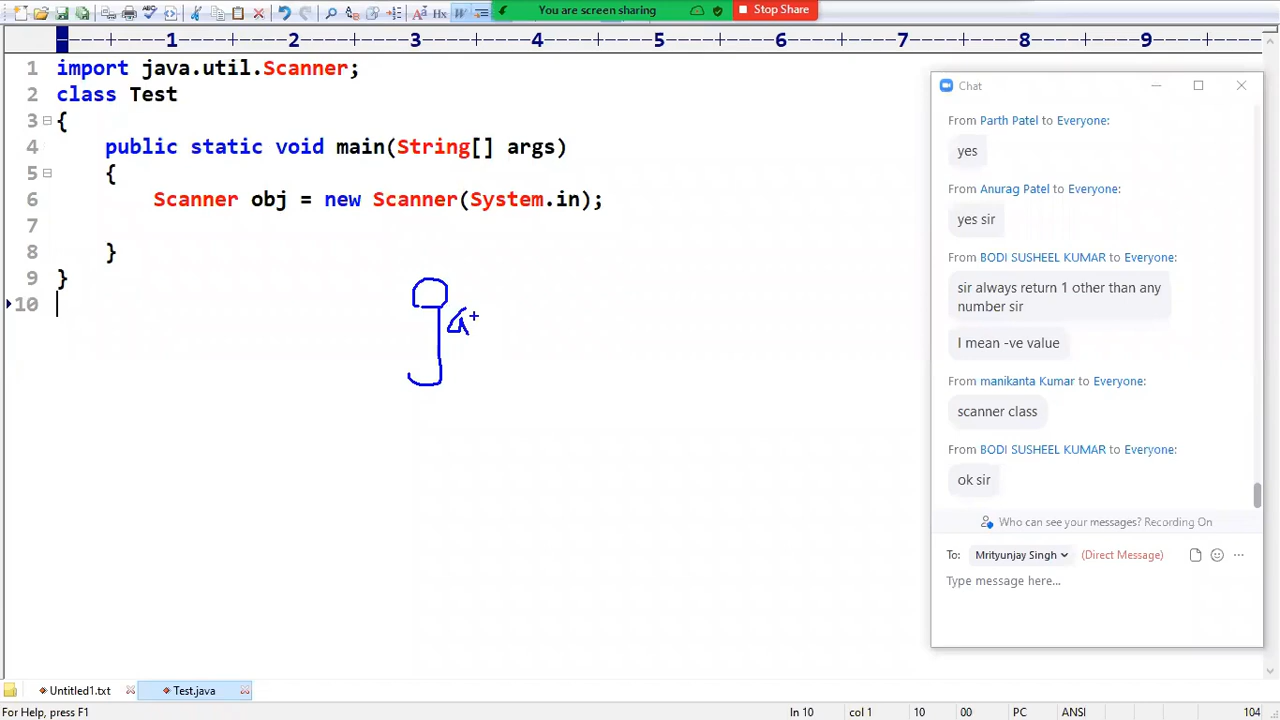 You are screen sharing
Stop Share
1 2 3 4 5 6 7 8 9
1 import java.util.Scanner;
2 class Test
3 {
4 public static void main(String[] args)
5 {
6 Scanner obj = new Scanner(System.in);
7
8 }
9 }
10
Chat
From Parth Patel to Everyone:
yes
From Anurag Patel to Everyone:
yes sir
From BODI SUSHEEL KUMAR to Everyone:
sir always return 1 other than any
number sir
I mean -ve value
From manikanta Kumar to Everyone:
scanner class
From BODI SUSHEEL KUMAR to Everyone:
ok sir
Who can see your messages? Recording On
To: Mrityunjay Singh (Direct Message)
Type message here...
Untitled1.txt Test.java
For Help, press F1 ln 10 col 1 10 00 PC ANSI 104